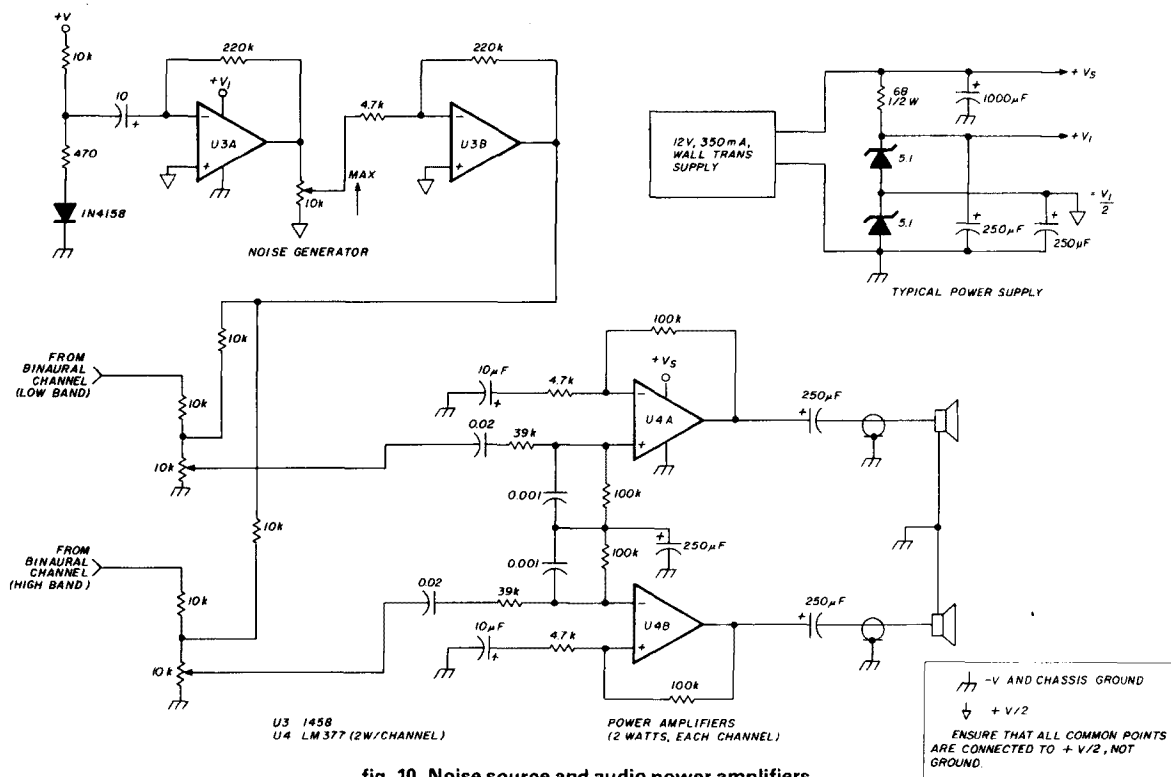 +V
10k
10
+
470
1N4158
220k
+V1
-
U3A
+
MAX
10k
NOISE GENERATOR
4.7k
220k
-
U3B
+
12V, 350mA,
WALL TRANS
SUPPLY
68
1/2 W
+
1000µF
+ VS
+ V1
5.1
5.1
= V1
2
+
250µF
+
250µF
TYPICAL POWER SUPPLY
FROM
BINAURAL
CHANNEL
(LOW BAND)
10k
10k
10k
10µF
+
4.7k
100k
+ VS
-
U4A
+
0.02
39k
0.001
100k
250µF
+
10k
FROM
BINAURAL
CHANNEL
(HIGH BAND)
10k
10k
0.001
100k
+
250µF
0.02
39k
-
U4B
+
10µF
+
4.7k
100k
250µF
+
U3 1458
U4 LM377 (2W/CHANNEL)
POWER AMPLIFIERS
(2 WATTS, EACH CHANNEL)
-V AND CHASSIS GROUND
+ V/2
ENSURE THAT ALL COMMON POINTS
ARE CONNECTED TO + V/2, NOT
GROUND.
fig. 10. Noise source and audio power amplifiers